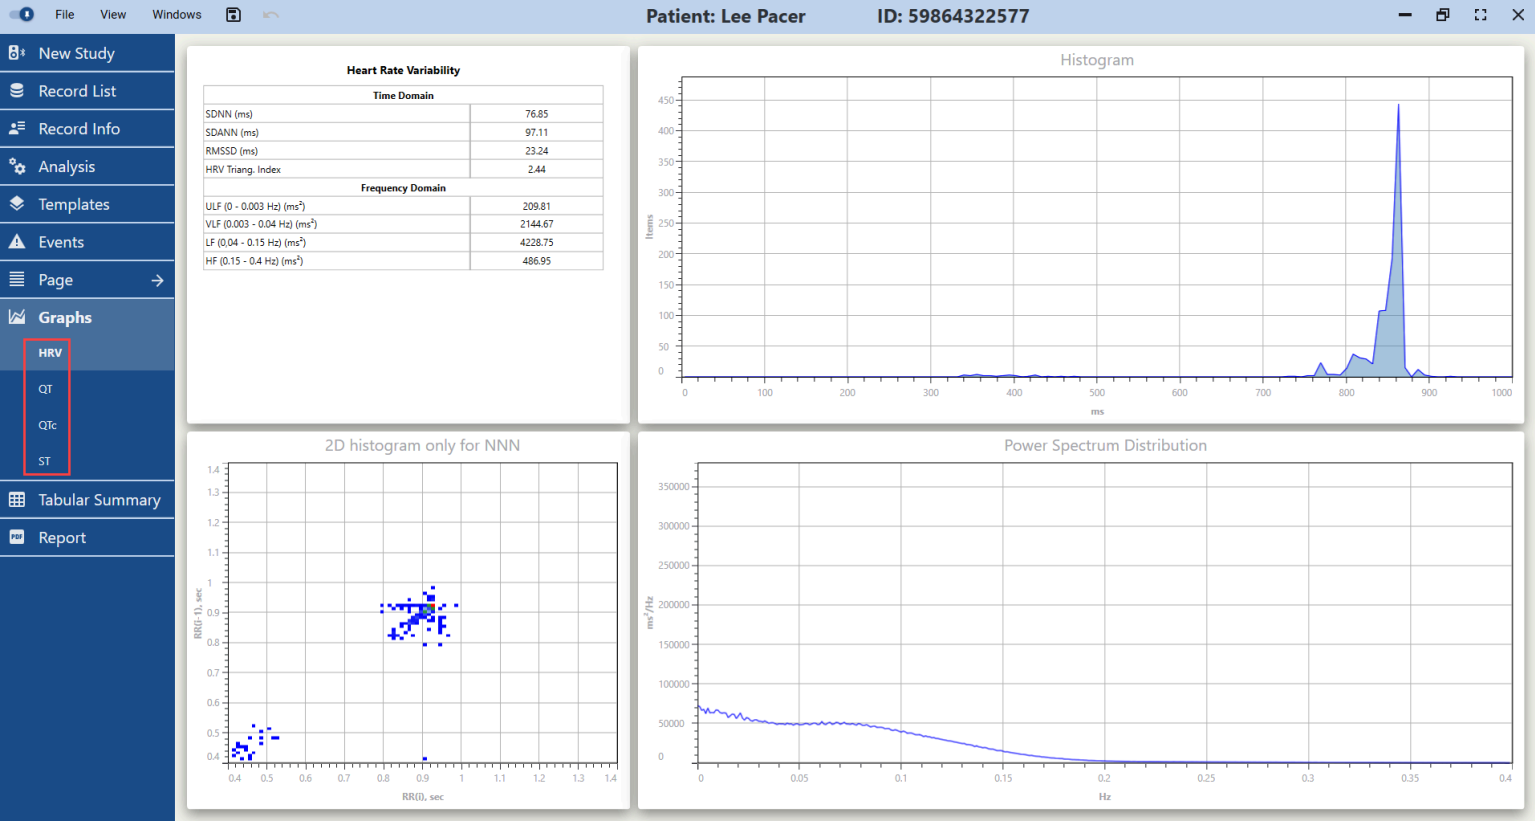 File View Windows
Patient: Lee Pacer ID: 59864322577
New Study
Record List
Record Info
Analysis
Templates
Events
Page
Graphs
HRV
QT
QTc
ST
Tabular Summary
PDF Report
Heart Rate Variability
Time Domain
SDNN (ms) 76.85
SDANN (ms) 97.11
RMSSD (ms) 23.24
HRV Triang. Index 2.44
Frequency Domain
ULF (0 - 0.003 Hz) (ms²) 209.81
VLF (0.003 - 0.04 Hz) (ms²) 2144.67
LF (0,04 - 0.15 Hz) (ms²) 4228.75
HF (0.15 - 0.4 Hz) (ms²) 486.95
Histogram
Items
450
400
350
300
250
200
150
100
50
0
0 100 200 300 400 500 600 700 800 900 1000
ms
2D histogram only for NNN
RR(i-1), sec
1.4
1.3
1.2
1.1
1
0.9
0.8
0.7
0.6
0.5
0.4
0.4 0.5 0.6 0.7 0.8 0.9 1 1.1 1.2 1.3 1.4
RR(i), sec
Power Spectrum Distribution
ms²/Hz
350000
300000
250000
200000
150000
100000
50000
0
0 0.05 0.1 0.15 0.2 0.25 0.3 0.35 0.4
Hz